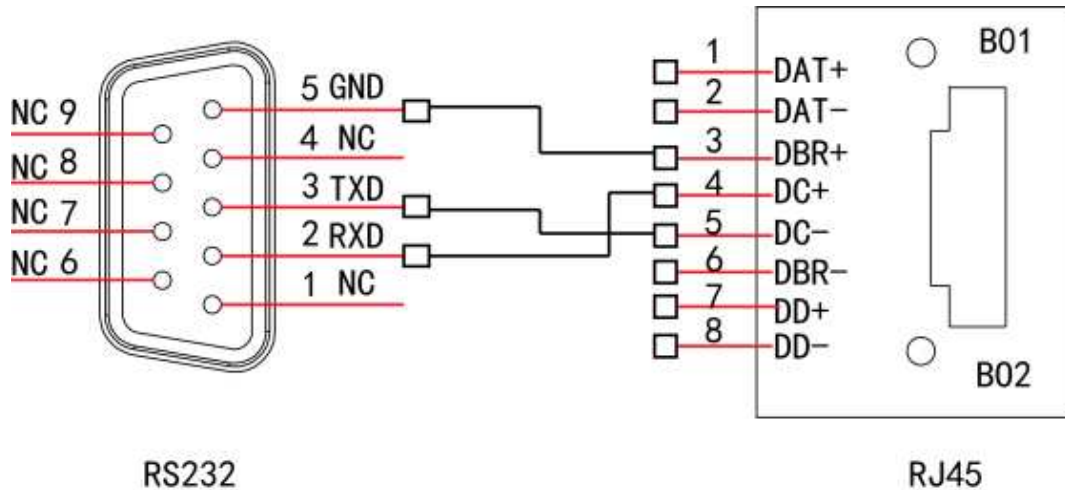 NC 9
NC 8
NC 7
NC 6
5 GND
4 NC
3 TXD
2 RXD
1 NC
1 DAT+
2 DAT-
3 DBR+
4 DC+
5 DC-
6 DBR-
7 DD+
8 DD-
B01
B02
RS232
RJ45